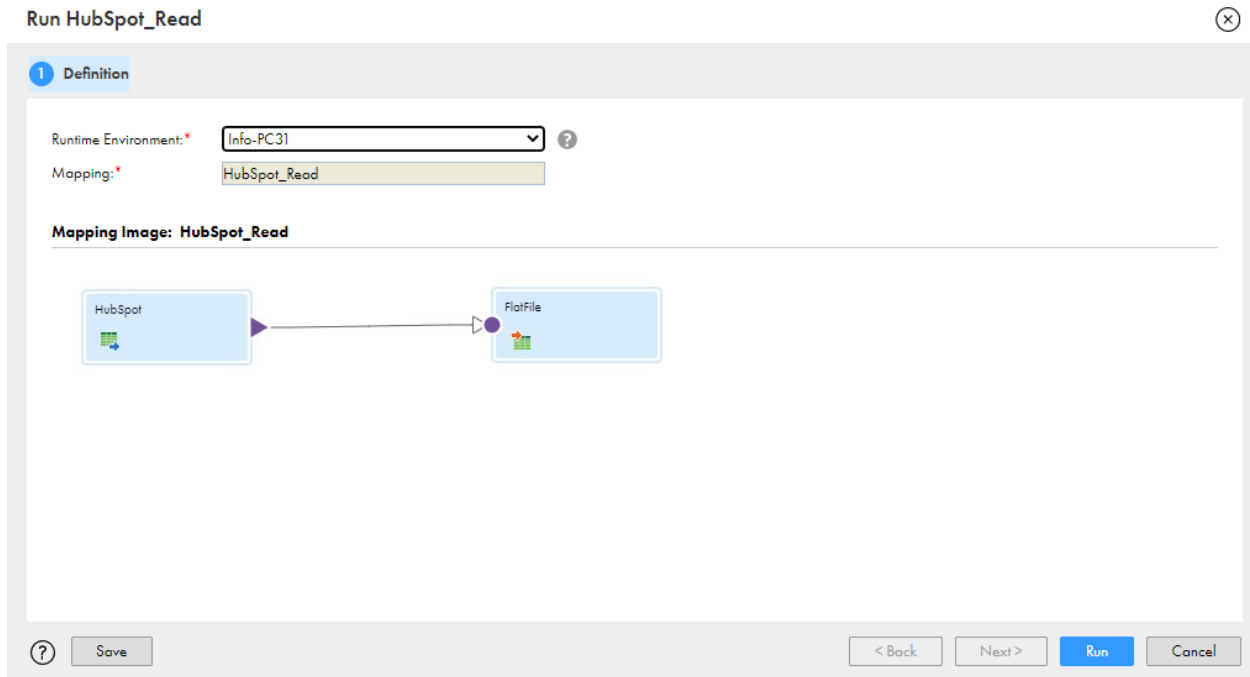 Run HubSpot_Read
1 Definition
Runtime Environment:* Info-PC31 ?
Mapping:* HubSpot_Read
Mapping Image: HubSpot_Read
HubSpot
FlatFile
? Save < Back Next > Run Cancel